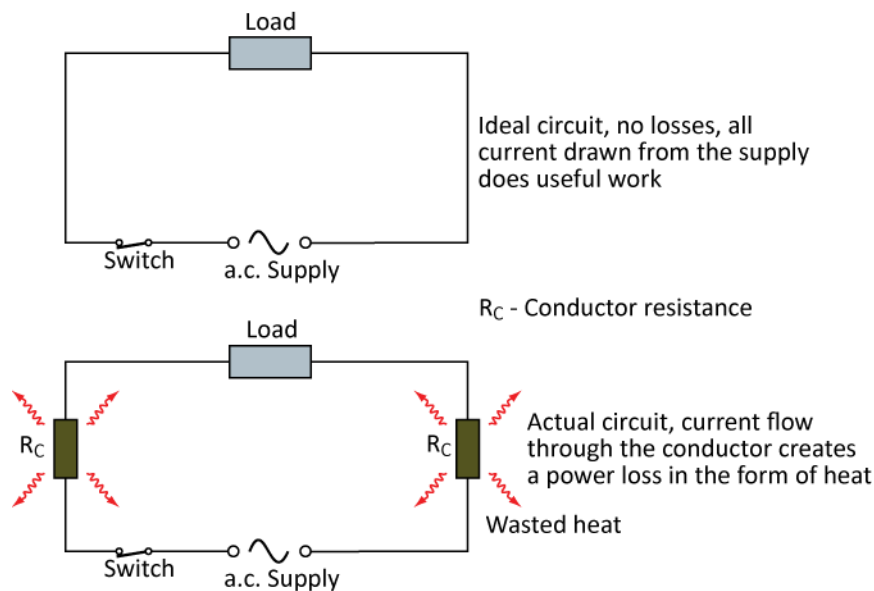 Load
Ideal circuit, no losses, all
current drawn from the supply
does useful work
Switch
a.c. Supply
RC - Conductor resistance
Load
RC
RC
Actual circuit, current flow
through the conductor creates
a power loss in the form of heat
Wasted heat
Switch
a.c. Supply